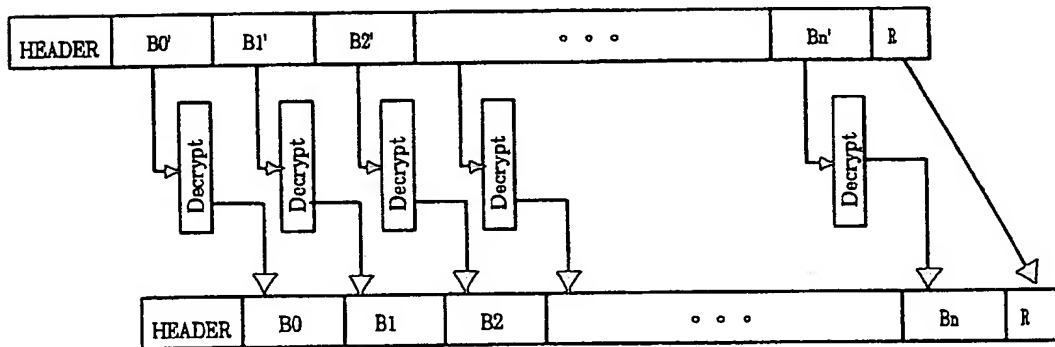 HEADER B0' B1' B2' ∘ ∘ ∘ Bn' R
Decrypt Decrypt Decrypt Decrypt Decrypt
HEADER B0 B1 B2 ∘ ∘ ∘ Bn R